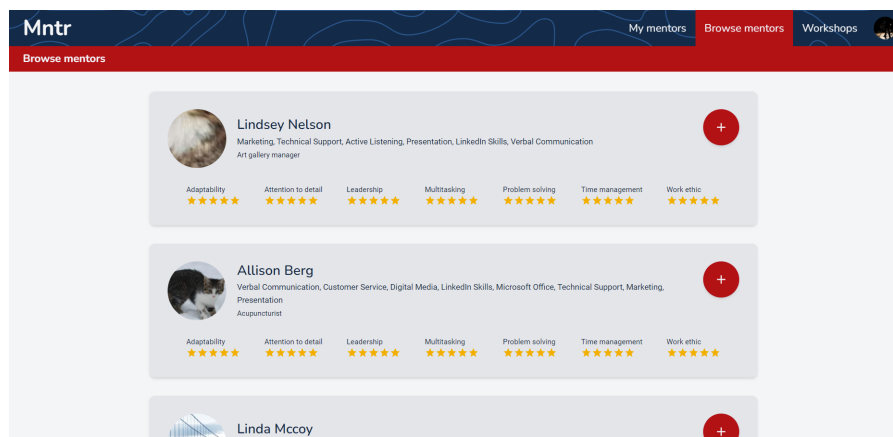 Mntr
My mentors Browse mentors Workshops
Browse mentors
Lindsey Nelson
Marketing, Technical Support, Active Listening, Presentation, LinkedIn Skills, Verbal Communication
Art gallery manager
Adaptability Attention to detail Leadership Multitasking Problem solving Time management Work ethic
Allison Berg
Verbal Communication, Customer Service, Digital Media, LinkedIn Skills, Microsoft Office, Technical Support, Marketing,
Presentation
Acupuncturist
Adaptability Attention to detail Leadership Multitasking Problem solving Time management Work ethic
Linda Mccoy